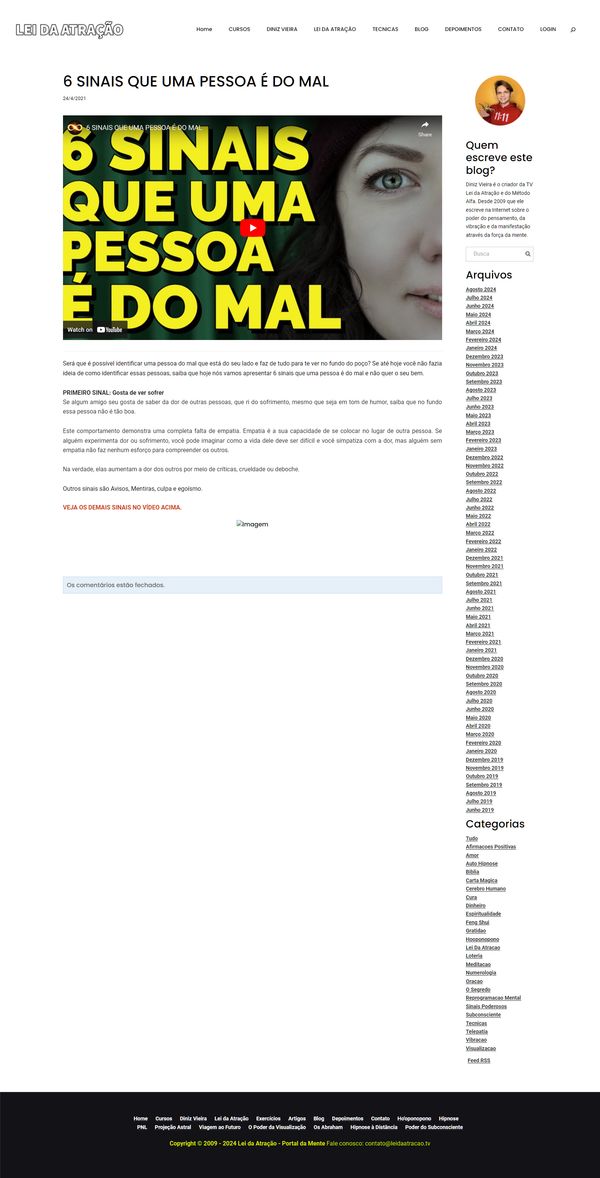 LEI DA ATRAÇÃO
Home CURSOS DINIZ VIEIRA LEI DA ATRAÇÃO TECNICAS BLOG DEPOIMENTOS CONTATO LOGIN
6 SINAIS QUE UMA PESSOA É DO MAL
24/4/2021
6 SINAIS QUE UMA PESSOA É DO MAL
Share
6 SINAIS
QUE UMA
PESSOA
É DO MAL
Watch on YouTube
Será que é possível identificar uma pessoa do mal que está do seu lado e faz de tudo para te ver no fundo do poço? Se até hoje você não fazia
ideia de como identificar essas pessoas, saiba que hoje nós vamos apresentar 6 sinais que uma pessoa é do mal e não quer o seu bem.
PRIMEIRO SINAL: Gosta de ver sofrer
Se algum amigo seu gosta de saber da dor de outras pessoas, que ri do sofrimento, mesmo que seja em tom de humor, saiba que no fundo
essa pessoa não é tão boa.
Este comportamento demonstra uma completa falta de empatia. Empatia é a sua capacidade de se colocar no lugar de outra pessoa. Se
alguém experimenta dor ou sofrimento, você pode imaginar como a vida dele deve ser difícil e você simpatiza com a dor, mas alguém sem
empatia não faz nenhum esforço para compreender os outros.
Na verdade, elas aumentam a dor dos outros por meio de críticas, crueldade ou deboche.
Outros sinais são Avisos, Mentiras, culpa e egoísmo.
VEJA OS DEMAIS SINAIS NO VÍDEO ACIMA.
Imagem
Os comentários estão fechados.
11:11
Quem
escreve este
blog?
Diniz Vieira é o criador da TV
Lei da Atração e do Método
Alfa. Desde 2009 que ele
escreve na Internet sobre o
poder do pensamento, da
vibração e da manifestação
através da força da mente.
Busca
Arquivos
Agosto 2024
Julho 2024
Junho 2024
Maio 2024
Abril 2024
Março 2024
Fevereiro 2024
Janeiro 2024
Dezembro 2023
Novembro 2023
Outubro 2023
Setembro 2023
Agosto 2023
Julho 2023
Junho 2023
Maio 2023
Abril 2023
Março 2023
Fevereiro 2023
Janeiro 2023
Dezembro 2022
Novembro 2022
Outubro 2022
Setembro 2022
Agosto 2022
Julho 2022
Junho 2022
Maio 2022
Abril 2022
Março 2022
Fevereiro 2022
Janeiro 2022
Dezembro 2021
Novembro 2021
Outubro 2021
Setembro 2021
Agosto 2021
Julho 2021
Junho 2021
Maio 2021
Abril 2021
Março 2021
Fevereiro 2021
Janeiro 2021
Dezembro 2020
Novembro 2020
Outubro 2020
Setembro 2020
Agosto 2020
Julho 2020
Junho 2020
Maio 2020
Abril 2020
Março 2020
Fevereiro 2020
Janeiro 2020
Dezembro 2019
Novembro 2019
Outubro 2019
Setembro 2019
Agosto 2019
Julho 2019
Junho 2019
Categorias
Tudo
Afirmacoes Positivas
Amor
Auto Hipnose
Biblia
Carta Magica
Cerebro Humano
Cura
Dinheiro
Espiritualidade
Feng Shui
Gratidao
Hooponopono
Lei Da Atracao
Loteria
Meditacao
Numerologia
Oracao
O Segredo
Reprogramacao Mental
Sinais Poderosos
Subconsciente
Tecnicas
Telepatia
Vibracao
Visualizacao
Feed RSS
Home Cursos Diniz Vieira Lei da Atração Exercícios Artigos Blog Depoimentos Contato Ho'oponopono Hipnose
PNL Projeção Astral Viagem ao Futuro O Poder da Visualização Os Abraham Hipnose à Distância Poder do Subconsciente
Copyright © 2009 - 2024 Lei da Atração - Portal da Mente Fale conosco: contato@leidaatracao.tv